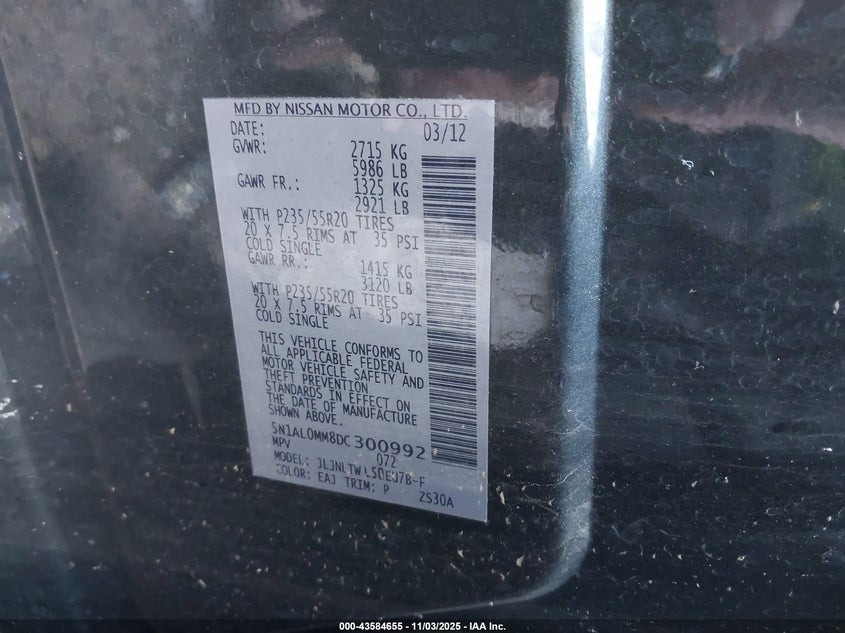 MFD BY NISSAN MOTOR CO., LTD.
DATE: 03/12
GVWR: 2715 KG
5986 LB
GAWR FR.: 1325 KG
2921 LB
WITH P235/55R20 TIRES
20 X 7.5 RIMS AT 35 PSI
COLD SINGLE
GAWR RR.: 1415 KG
3120 LB
WITH P235/55R20 TIRES
20 X 7.5 RIMS AT 35 PSI
COLD SINGLE
THIS VEHICLE CONFORMS TO
ALL APPLICABLE FEDERAL
MOTOR VEHICLE SAFETY AND
THEFT PREVENTION
STANDARDS IN EFFECT ON
THE DATE OF MANUFACTURE
SHOWN ABOVE.
5N1AL0MM8DC300992
MPV 072
MODEL:
COLOR: EAJ TRIM: P ZS30A
000-43584655 - 11/03/2025 - IAA Inc.